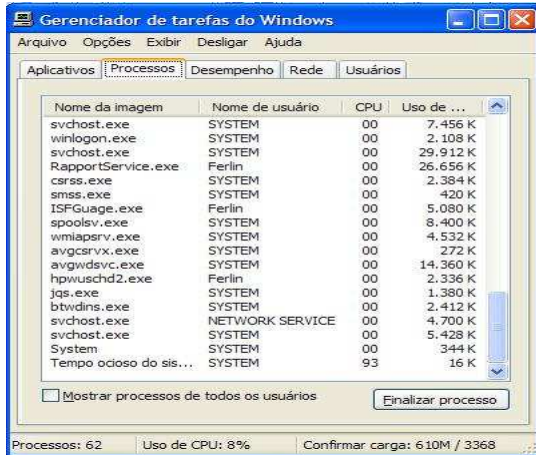 Gerenciador de tarefas do Windows
Arquivo Opções Exibir Desligar Ajuda
Aplicativos Processos Desempenho Rede Usuários
Nome da imagem Nome de usuário CPU Uso de ...
svchost.exe SYSTEM 00 7.456 K
winlogon.exe SYSTEM 00 2.108 K
svchost.exe SYSTEM 00 29.912 K
RapportService.exe Ferlin 00 26.656 K
csrss.exe SYSTEM 00 2.384 K
smss.exe SYSTEM 00 420 K
ISFGuage.exe Ferlin 00 5.080 K
spoolsv.exe SYSTEM 00 8.400 K
wmiapsrv.exe SYSTEM 00 4.532 K
avgcsrvx.exe SYSTEM 00 272 K
avgwdsvc.exe SYSTEM 00 14.360 K
hpwuschd2.exe Ferlin 00 2.336 K
jqs.exe SYSTEM 00 1.380 K
btwdins.exe SYSTEM 00 2.412 K
svchost.exe NETWORK SERVICE 00 4.700 K
svchost.exe SYSTEM 00 5.428 K
System SYSTEM 00 344 K
Tempo ocioso do sis... SYSTEM 93 16 K
Mostrar processos de todos os usuários Finalizar processo
Processos: 62 Uso de CPU: 8% Confirmar carga: 610M / 3368